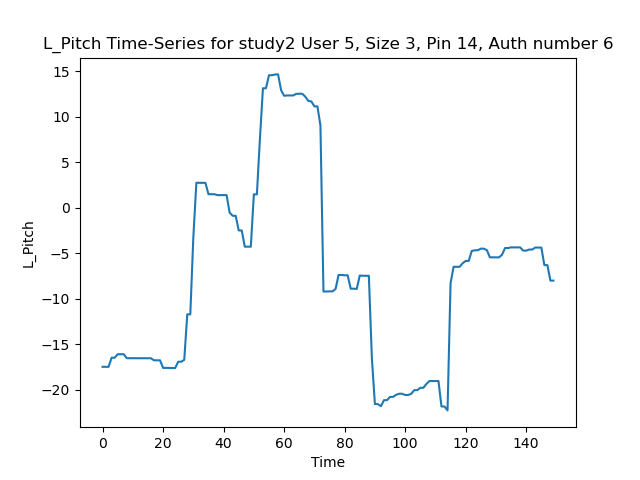 L_Pitch Time-Series for study2 User 5, Size 3, Pin 14, Auth number 6
15
10
5
0
−5
−10
−15
−20
L_Pitch
0 20 40 60 80 100 120 140
Time